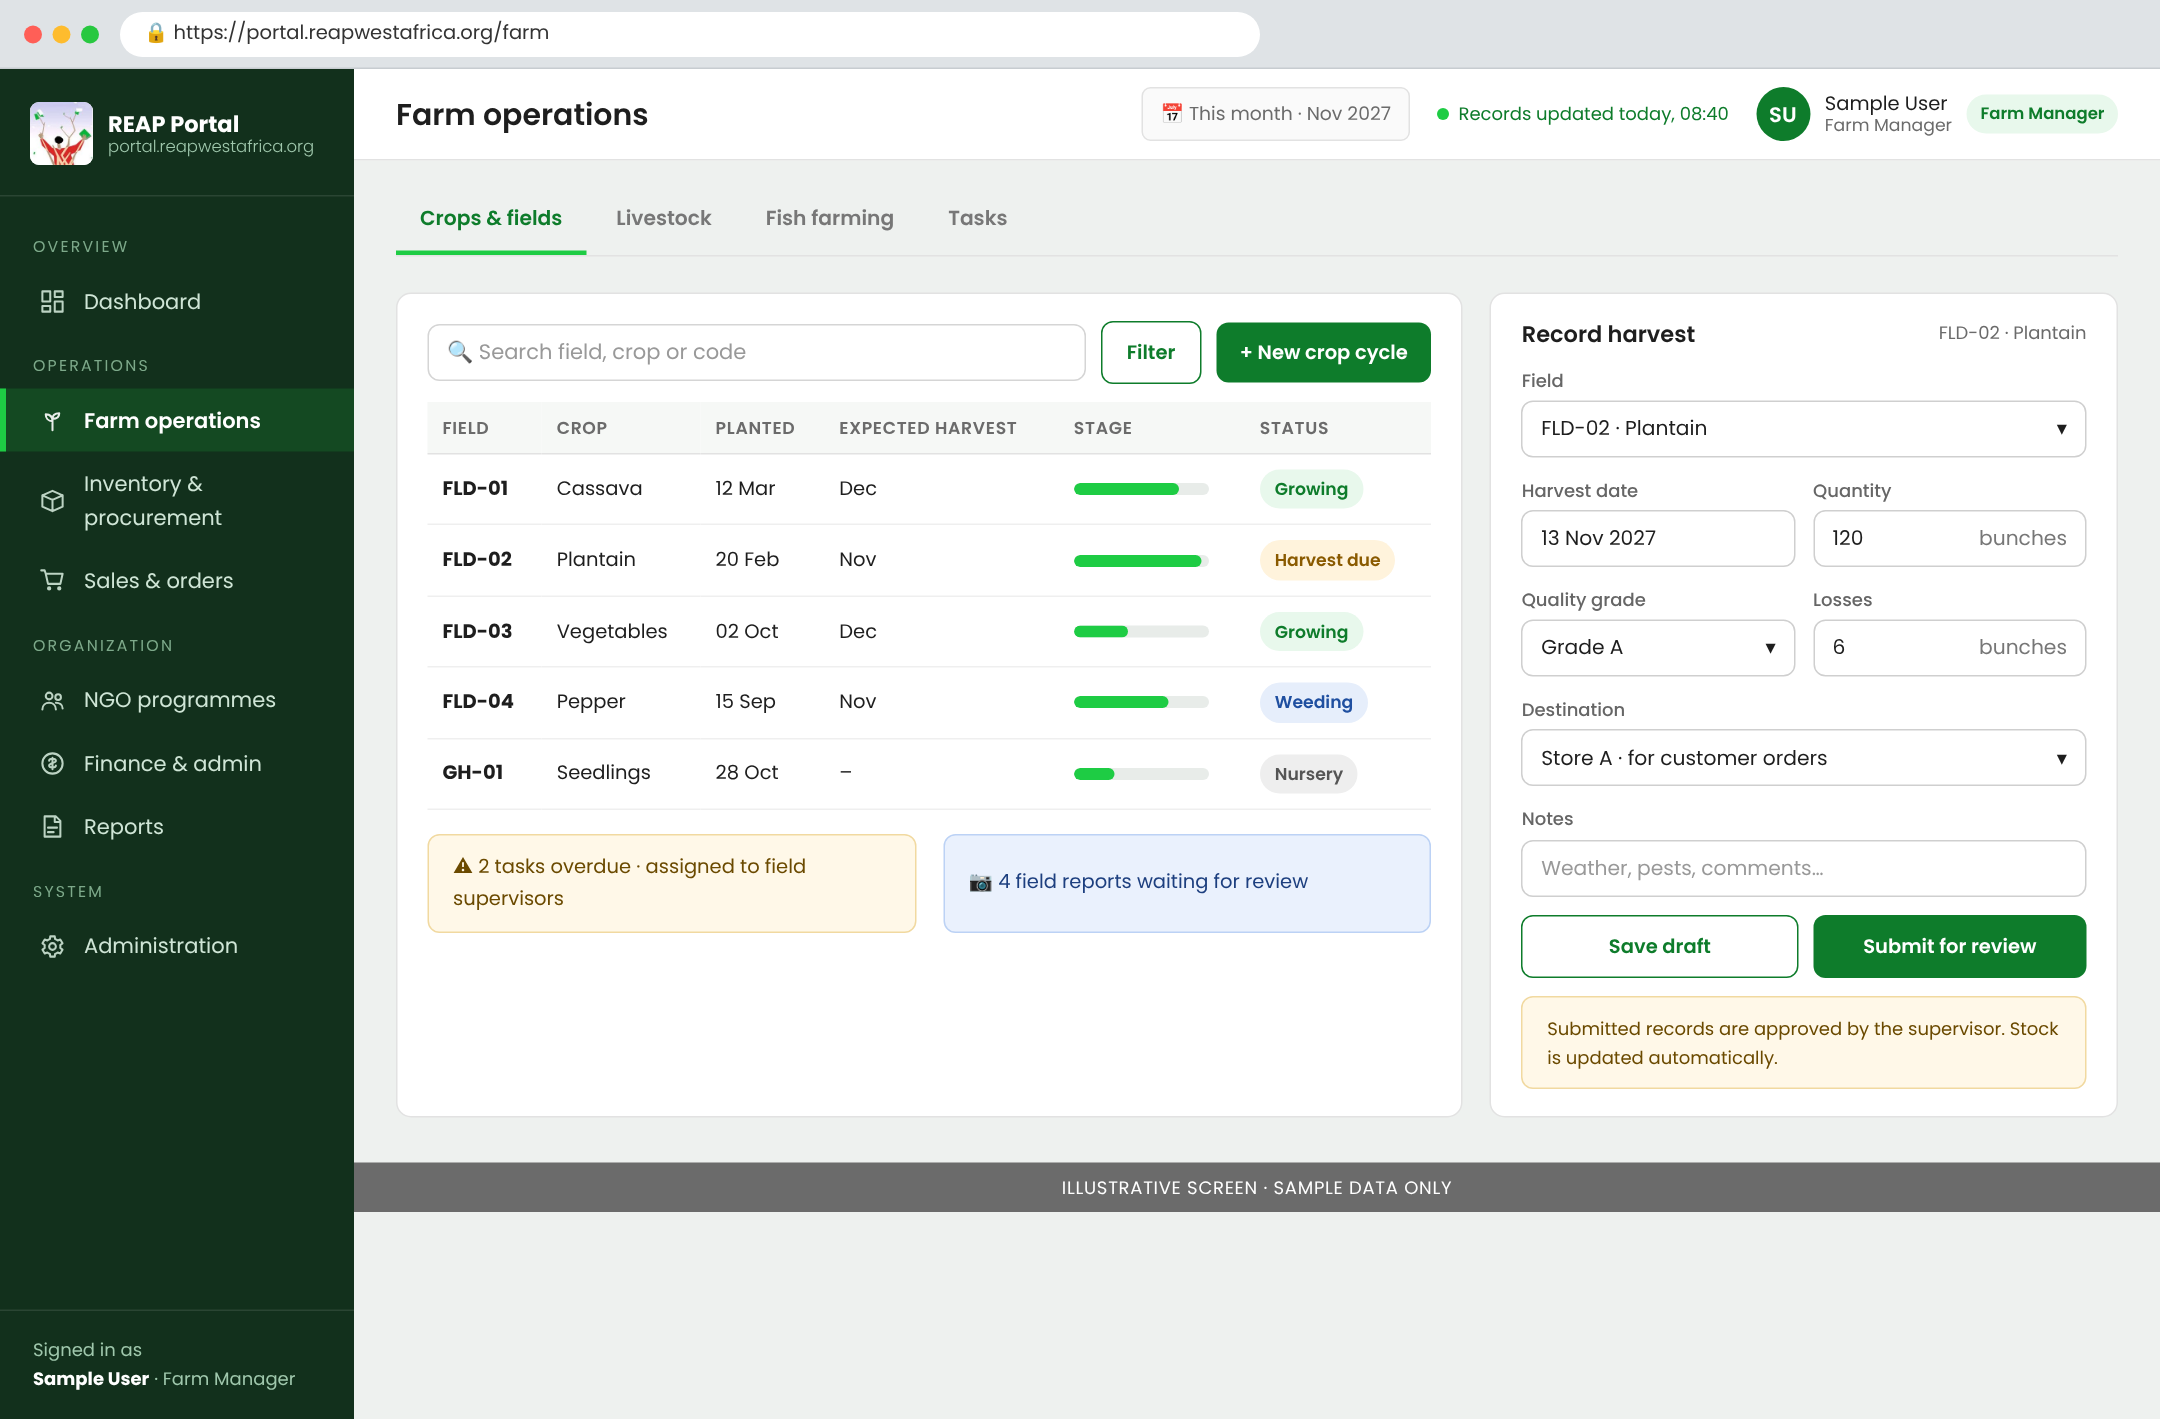 https://portal.reapwestafrica.org/farm
REAP Portal
portal.reapwestafrica.org
OVERVIEW
Dashboard
OPERATIONS
Farm operations
Inventory &
procurement
Sales & orders
ORGANIZATION
NGO programmes
Finance & admin
Reports
SYSTEM
Administration
Signed in as
Sample User · Farm Manager
Farm operations
This month · Nov 2027
Records updated today, 08:40
SU
Sample User
Farm Manager
Farm Manager
Crops & fields Livestock Fish farming Tasks
Search field, crop or code
Filter
+ New crop cycle
FIELD CROP PLANTED EXPECTED HARVEST STAGE STATUS
FLD-01 Cassava 12 Mar Dec Growing
FLD-02 Plantain 20 Feb Nov Harvest due
FLD-03 Vegetables 02 Oct Dec Growing
FLD-04 Pepper 15 Sep Nov Weeding
GH-01 Seedlings 28 Oct – Nursery
2 tasks overdue · assigned to field
supervisors
4 field reports waiting for review
Record harvest
FLD-02 · Plantain
Field
FLD-02 · Plantain
Harvest date Quantity
13 Nov 2027 120 bunches
Quality grade Losses
Grade A 6 bunches
Destination
Store A · for customer orders
Notes
Weather, pests, comments…
Save draft Submit for review
Submitted records are approved by the supervisor. Stock
is updated automatically.
ILLUSTRATIVE SCREEN · SAMPLE DATA ONLY